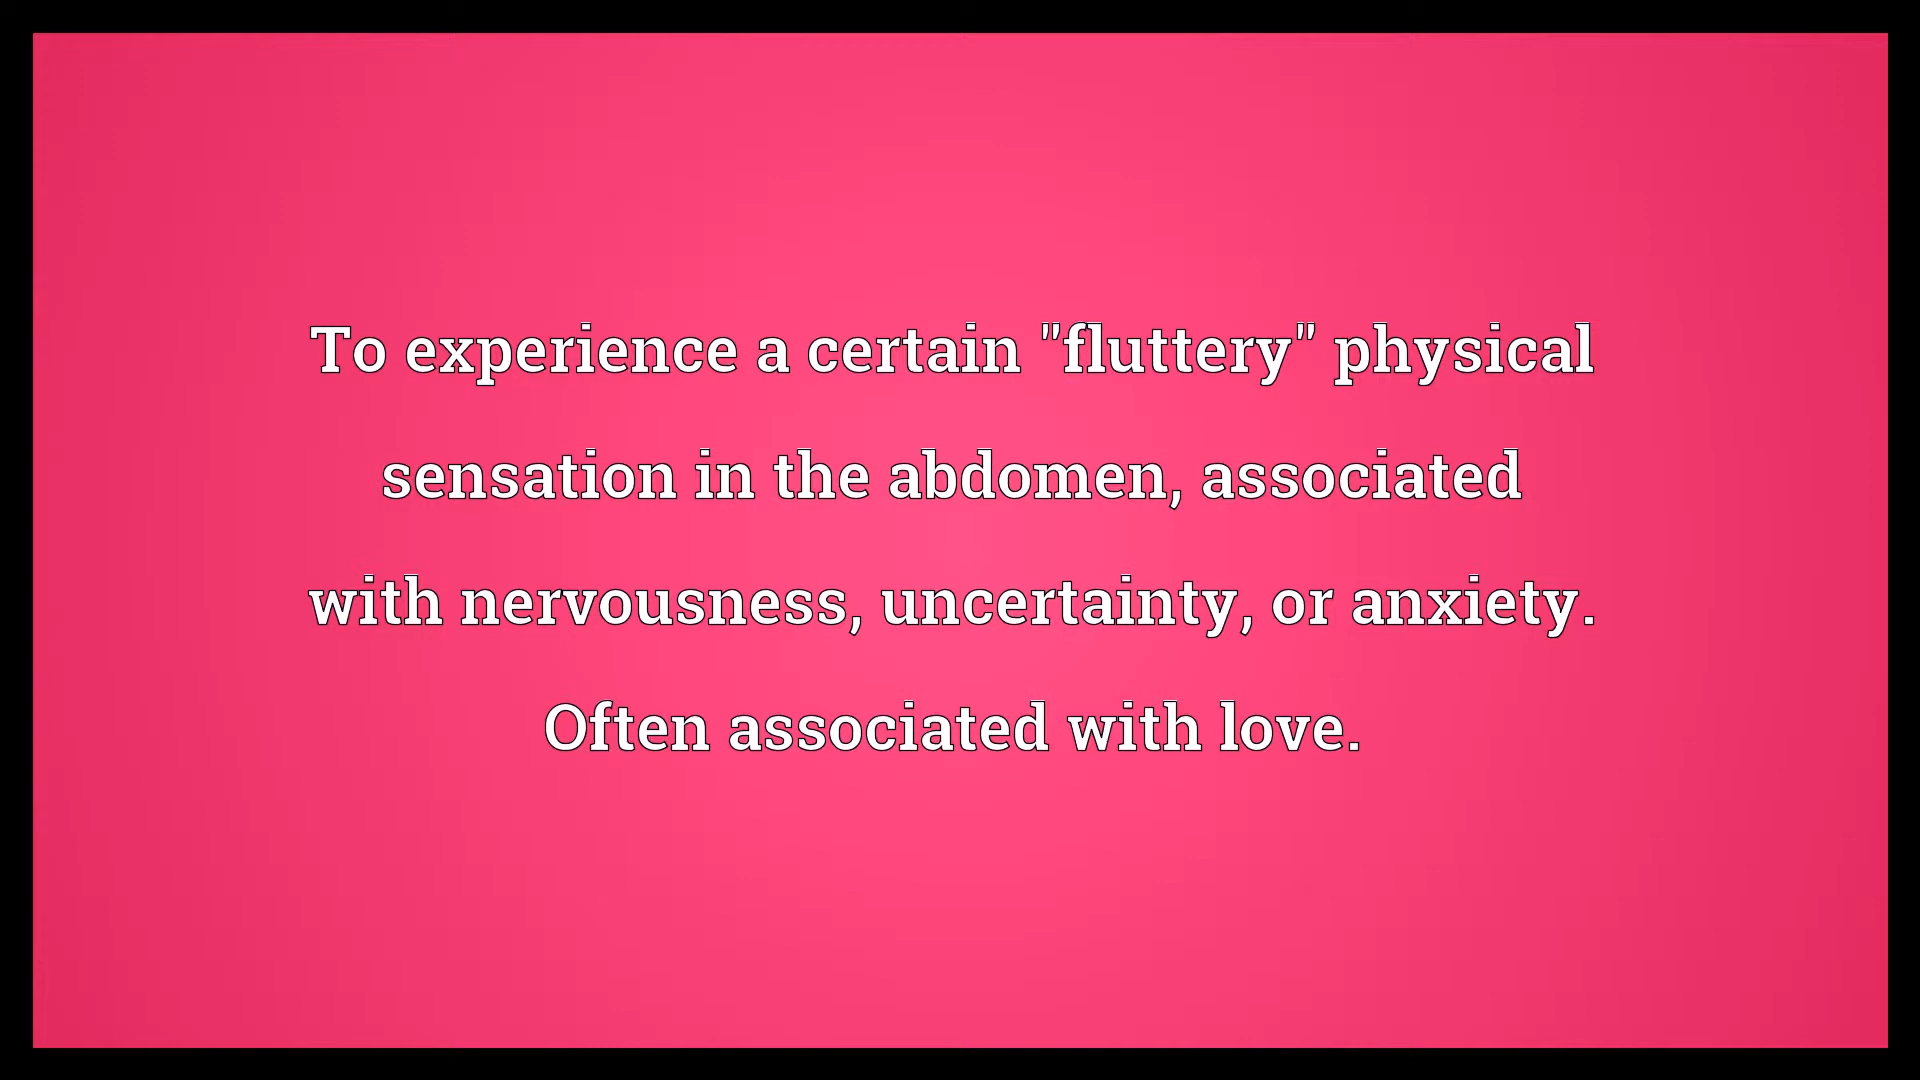 To experience a certain "fluttery" physical
sensation in the abdomen, associated
with nervousness, uncertainty, or anxiety.
Often associated with love.